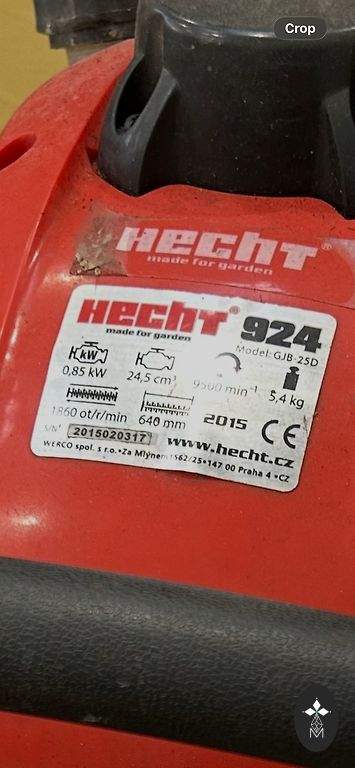 Crop
HECHT®
made for garden
HECHT® 924
made for garden
Model: GJB-25D
0,85 kW
24,5 cm³
9500 min⁻¹
5,4 kg
kW
1860 ot/r/min
640 mm
2015
CE
S/N° 2015020317
www.hecht.cz
WERCO spol. s r.o.•Za Mlýnem 1562/25•147 00 Praha 4 •CZ
M